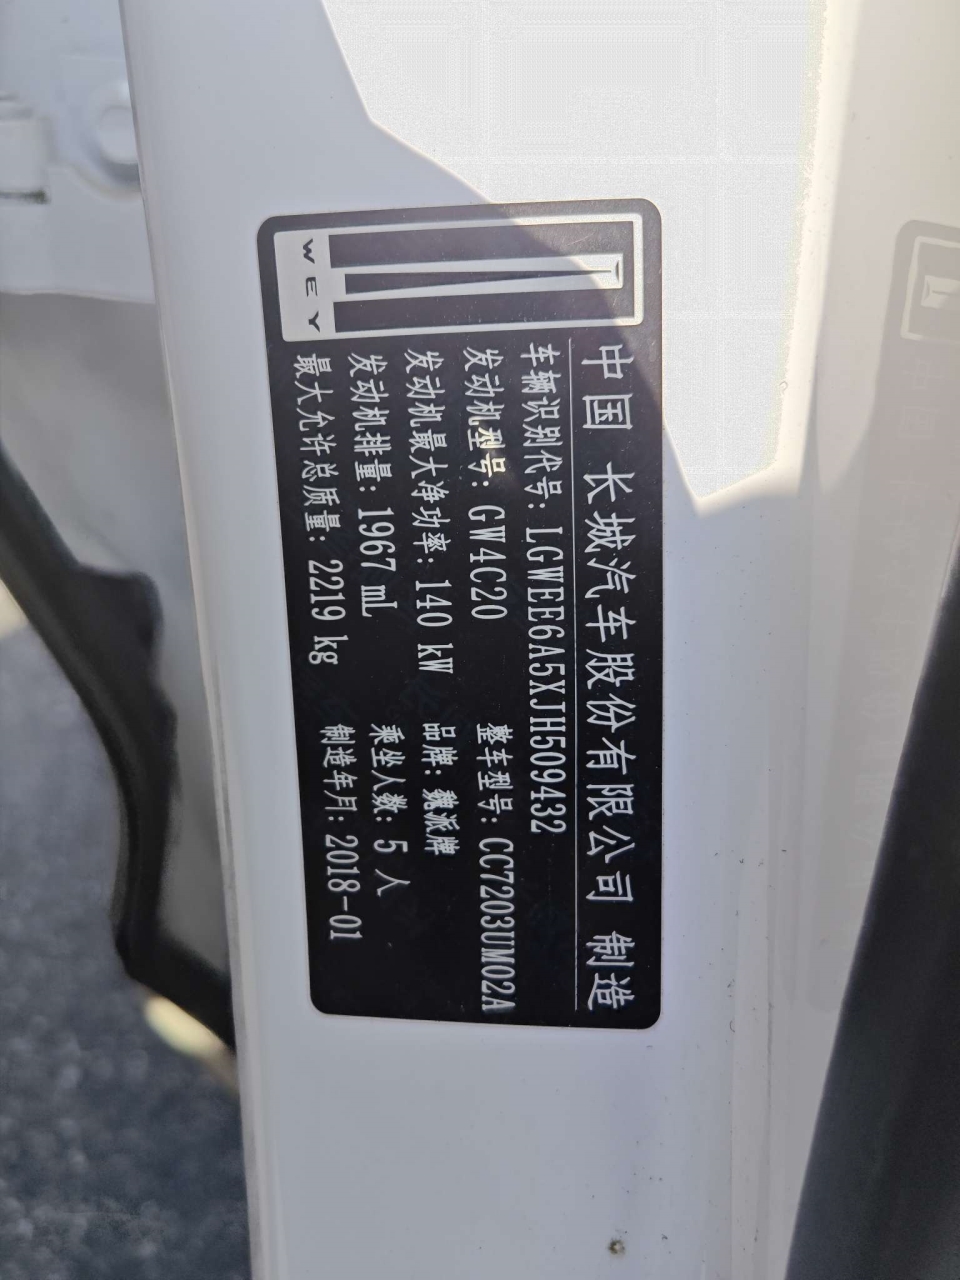 WEY
中国 长城汽车股份有限公司 制造
车辆识别代号: LGWEE6A5XJH509432
发动机型号: GW4C20 整车型号: CC7203UM02A
发动机最大净功率: 140 kW 品牌: 魏派牌
发动机排量: 1967 mL 乘坐人数: 5 人
最大允许总质量: 2219 kg 制造年月: 2018-01